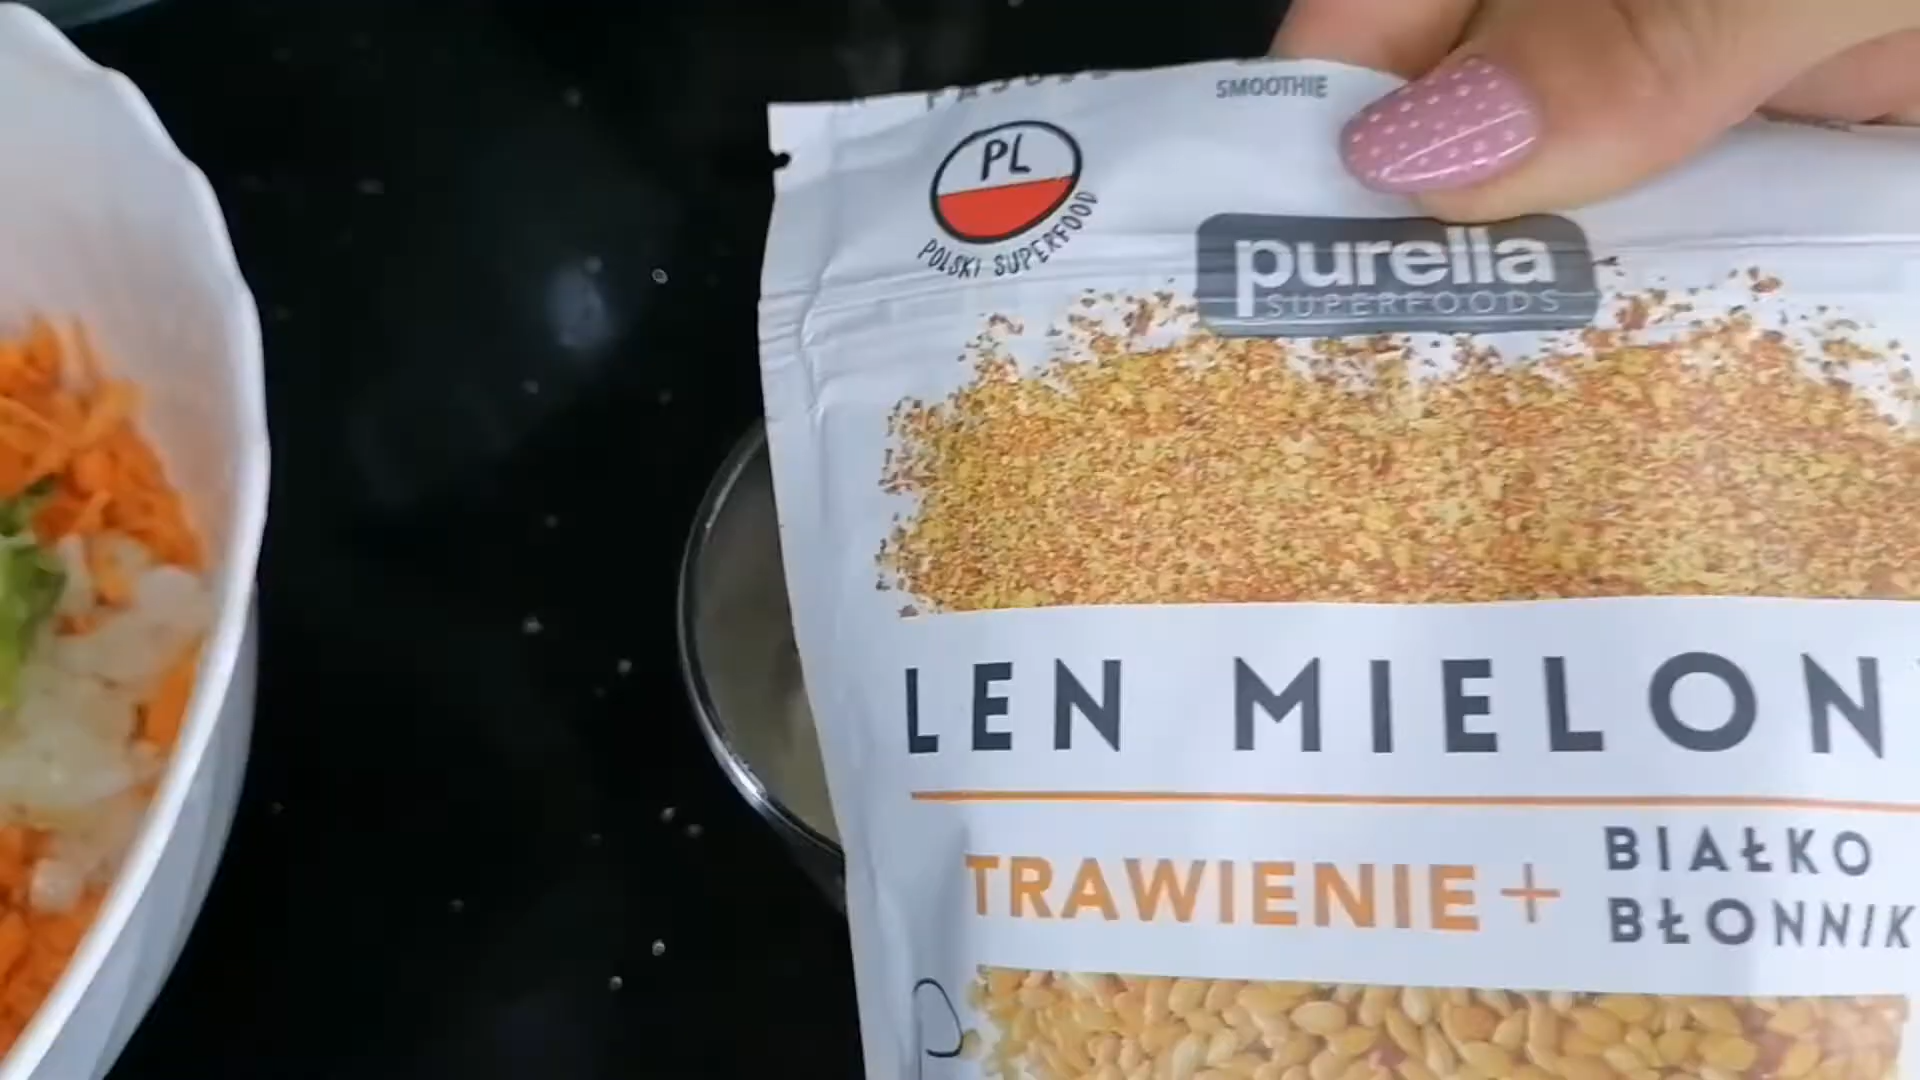 SMOOTHIE
PL
POLSKI SUPERFOOD
purella
SUPERFOODS
LEN MIELON
TRAWIENIE+
BIAŁKO
BŁONNIK